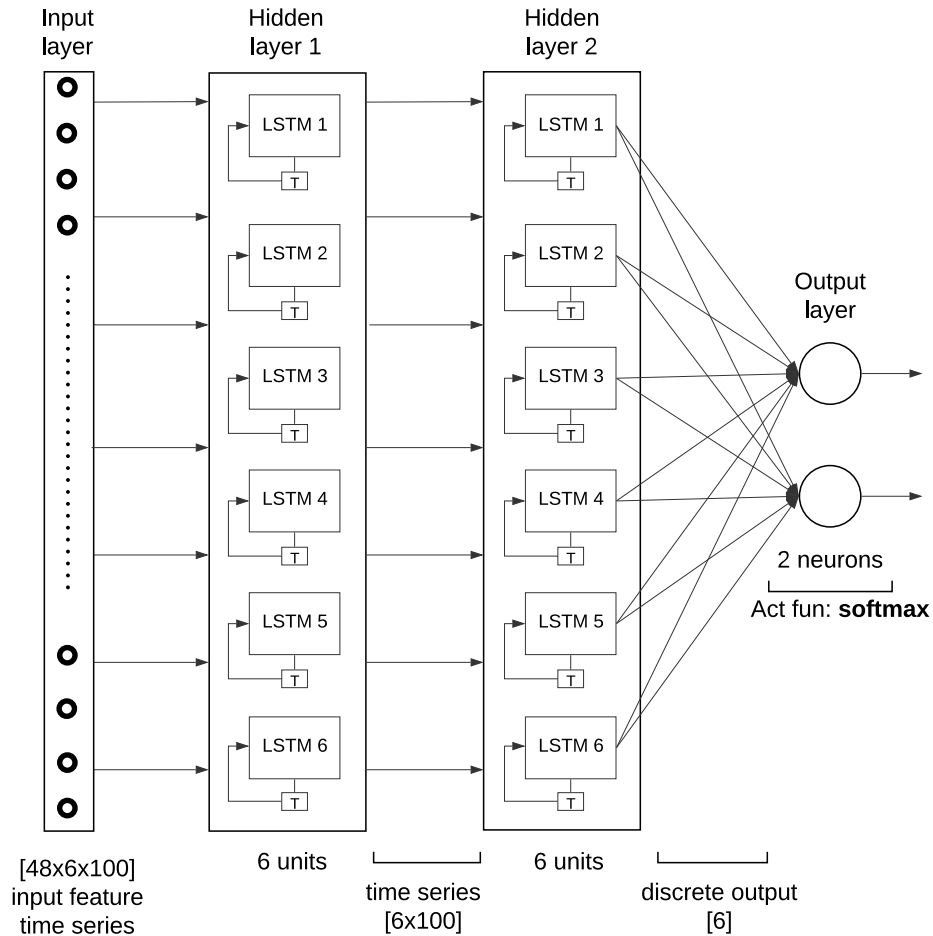 Input
layer
Hidden
layer 1
Hidden
layer 2
LSTM 1
T
LSTM 2
T
LSTM 3
T
LSTM 4
T
LSTM 5
T
LSTM 6
T
LSTM 1
T
LSTM 2
T
LSTM 3
T
LSTM 4
T
LSTM 5
T
LSTM 6
T
Output
layer
2 neurons
Act fun: softmax
[48x6x100]
input feature
time series
6 units
time series
[6x100]
6 units
discrete output
[6]